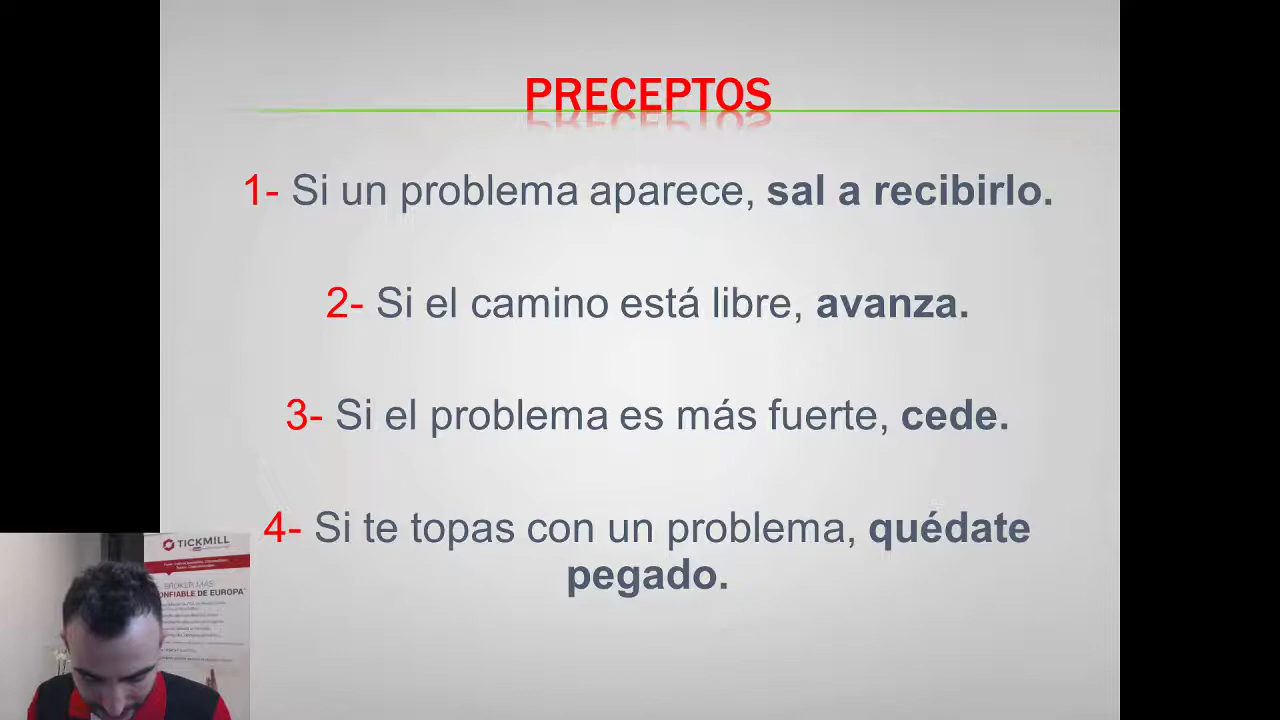 PRECEPTOS
1- Si un problema aparece, sal a recibirlo.
2- Si el camino está libre, avanza.
3- Si el problema es más fuerte, cede.
4- Si te topas con un problema, quédate
pegado.
TICKMILL
BROKER MÁS
CONFIABLE DE EUROPA